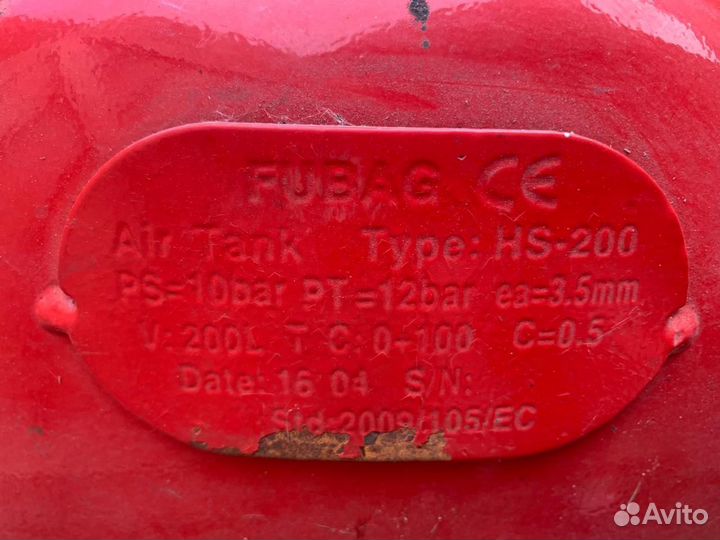 FUBAG CE
Air Tank Type: HS-200
PS=10bar PT=12bar ea=3.5mm
V: 200L T C: 0÷100 C=0.5
Date: 16 04 S/N:
Std:2009/105/EC
Avito